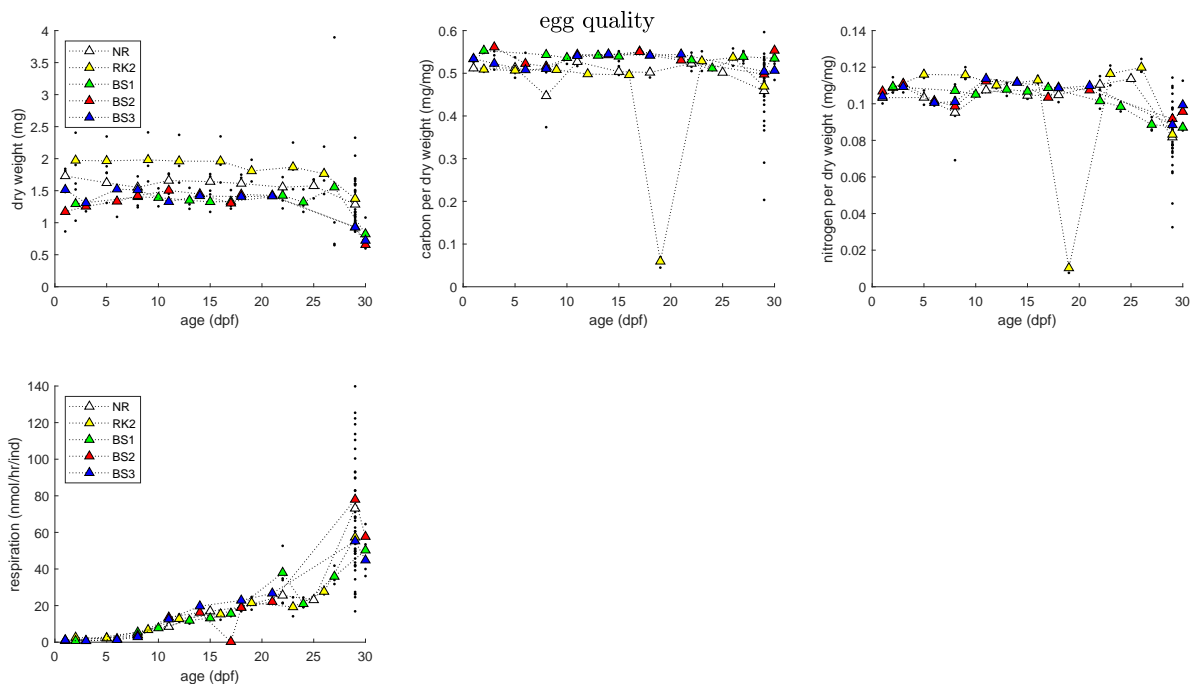 egg quality
4
3.5
3
2.5
2
1.5
1
0.5
0
dry weight (mg)
NR
RK2
BS1
BS2
BS3
0 5 10 15 20 25 30
age (dpf)
0.6
0.5
0.4
0.3
0.2
0.1
0
carbon per dry weight (mg/mg)
0 5 10 15 20 25 30
age (dpf)
0.14
0.12
0.1
0.08
0.06
0.04
0.02
0
nitrogen per dry weight (mg/mg)
0 5 10 15 20 25 30
age (dpf)
140
120
100
80
60
40
20
0
respiration (nmol/hr/ind)
NR
RK2
BS1
BS2
BS3
0 5 10 15 20 25 30
age (dpf)